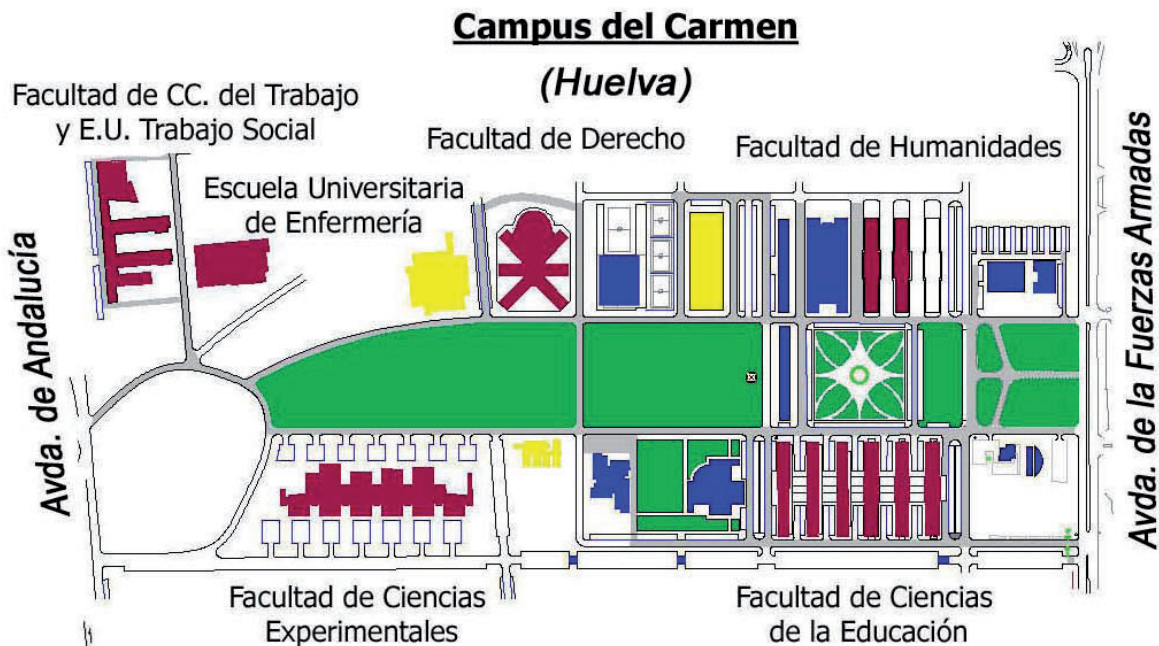 Campus del Carmen
(Huelva)
Facultad de CC. del Trabajo
y E.U. Trabajo Social
Facultad de Derecho
Facultad de Humanidades
Escuela Universitaria
de Enfermería
Avda. de Andalucía
Avda. de la Fuerzas Armadas
Facultad de Ciencias
Experimentales
Facultad de Ciencias
de la Educación